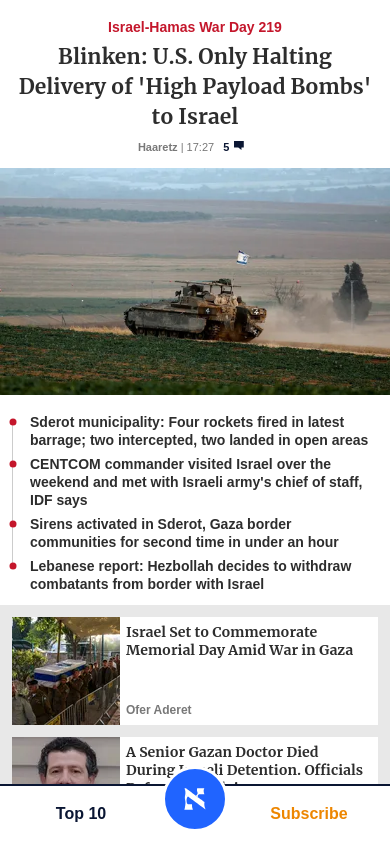 Israel-Hamas War Day 219
Blinken: U.S. Only Halting
Delivery of 'High Payload Bombs'
to Israel
Haaretz | 17:27 5
Sderot municipality: Four rockets fired in latest
barrage; two intercepted, two landed in open areas
CENTCOM commander visited Israel over the
weekend and met with Israeli army's chief of staff,
IDF says
Sirens activated in Sderot, Gaza border
communities for second time in under an hour
Lebanese report: Hezbollah decides to withdraw
combatants from border with Israel
Israel Set to Commemorate
Memorial Day Amid War in Gaza
Ofer Aderet
A Senior Gazan Doctor Died
During Israeli Detention. Officials
Top 10
Subscribe